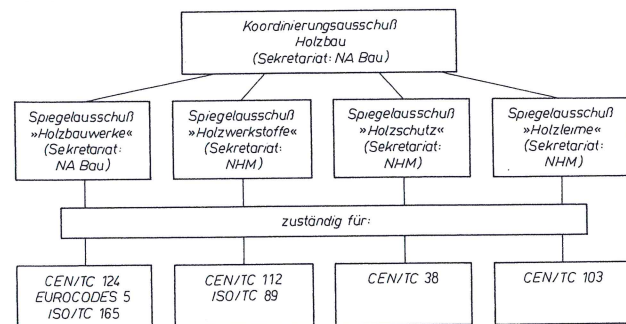 Koordinierungsausschuß
Holzbau
(Sekretariat: NA Bau)
Spiegelausschuß
»Holzbauwerke«
(Sekretariat:
NA Bau)
Spiegelausschuß
»Holzwerkstoffe«
(Sekretariat:
NHM)
Spiegelausschuß
»Holzschutz«
(Sekretariat:
NHM)
Spiegelausschuß
»Holzleime«
(Sekretariat:
NHM)
zuständig für:
CEN/TC 124
EUROCODES 5
ISO/TC 165
CEN/TC 112
ISO/TC 89
CEN/TC 38
CEN/TC 103